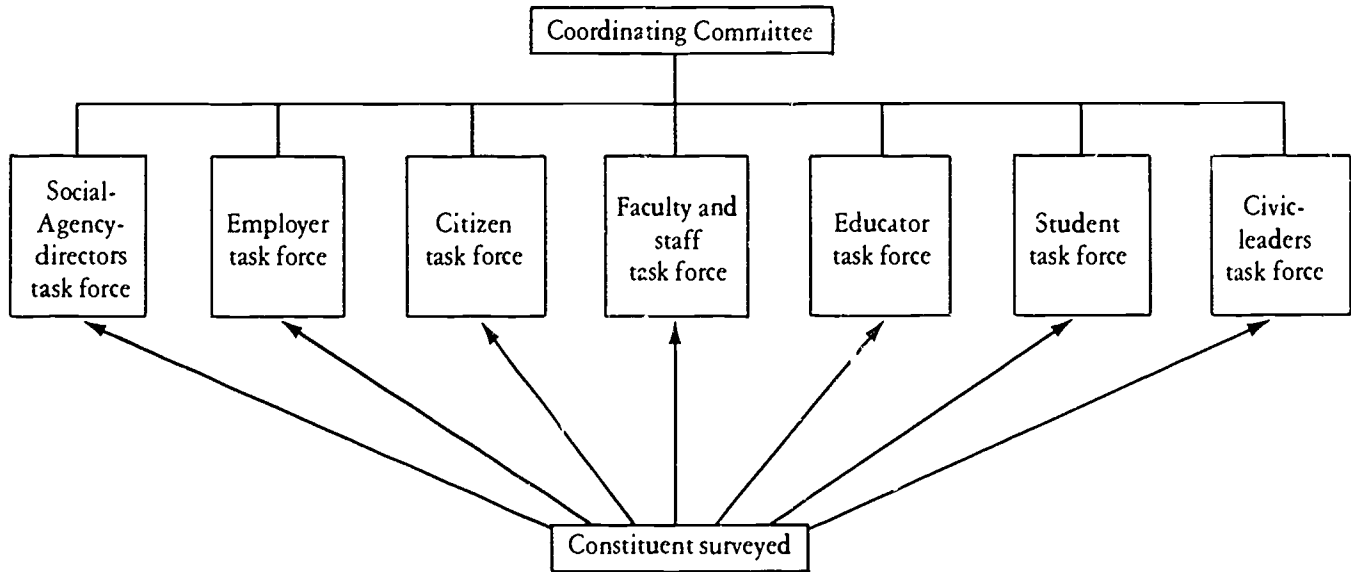 Coordinating Committee
Social-
Agency-
directors
task force
Employer
task force
Citizen
task force
Faculty and
staff
task force
Educator
task force
Student
task force
Civic-
leaders
task force
Constituent surveyed